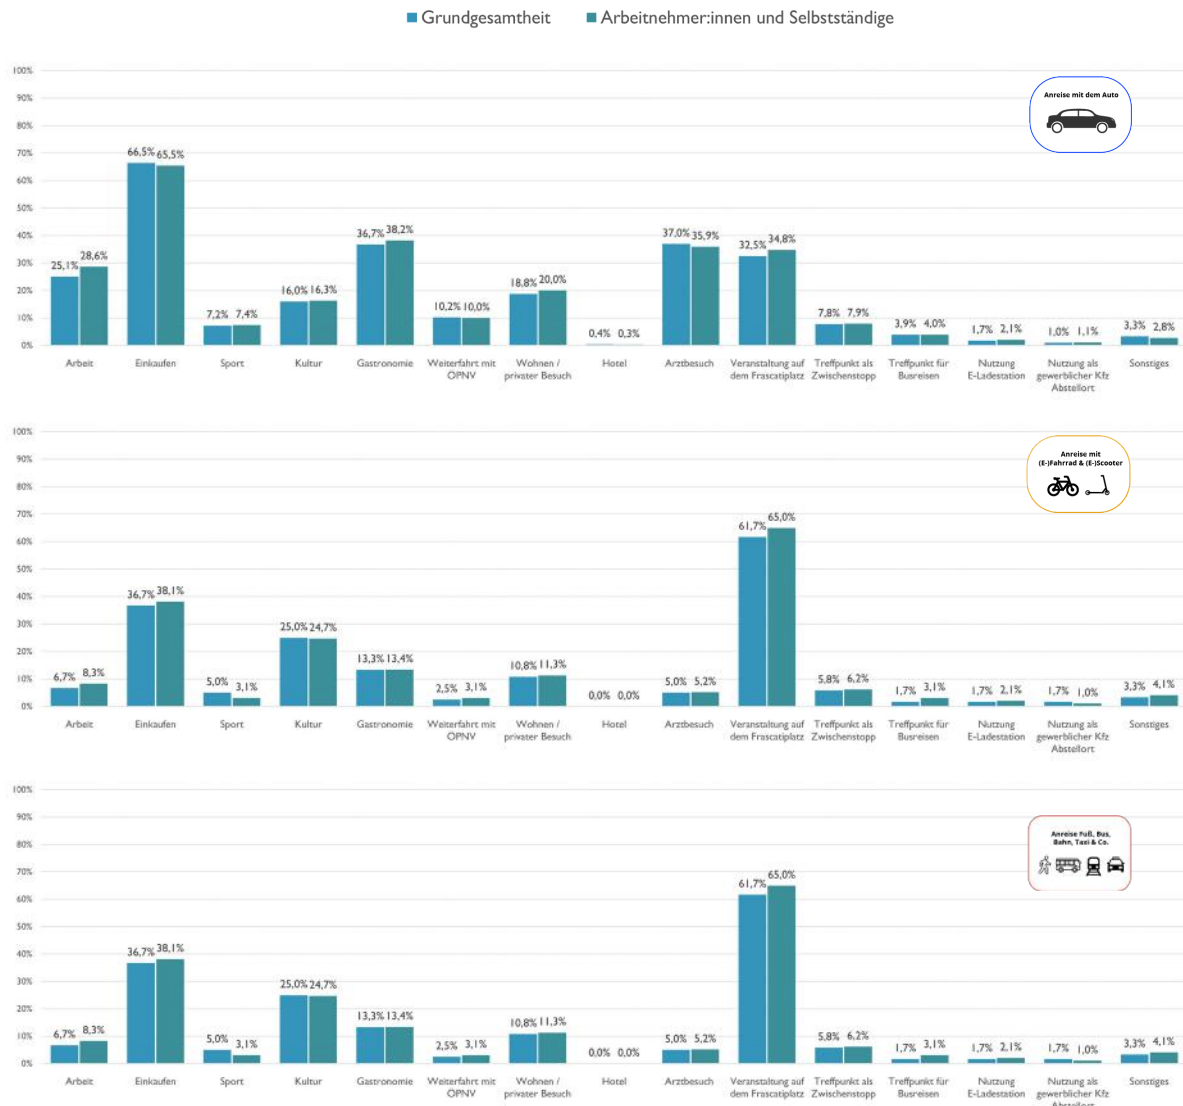 Grundgesamtheit Arbeitnehmer:innen und Selbstständige
100%
90%
80%
70%
60%
50%
40%
30%
20%
10%
0%
Anreise mit dem Auto
25,1% 28,6%
66,5% 65,5%
7,2% 7,4%
16,0% 16,3%
36,7% 38,2%
10,2% 10,0%
18,8% 20,0%
0,4% 0,3%
37,0% 35,9%
32,5% 34,8%
7,8% 7,9%
3,9% 4,0%
1,7% 2,1%
1,0% 1,1%
3,3% 2,8%
Arbeit
Einkaufen
Sport
Kultur
Gastronomie
Weiterfahrt mit
ÖPNV
Wohnen /
privater Besuch
Hotel
Arztbesuch
Veranstaltung auf
dem Frascatiplatz
Treffpunkt als
Zwischenstopp
Treffpunkt für
Busreisen
Nutzung
E-Ladestation
Nutzung als
gewerblicher Kfz
Abstellort
Sonstiges
100%
90%
80%
70%
60%
50%
40%
30%
20%
10%
0%
Anreise mit
(E-)Fahrrad & (E-)Scooter
6,7% 8,3%
36,7% 38,1%
5,0% 3,1%
25,0% 24,7%
13,3% 13,4%
2,5% 3,1%
10,8% 11,3%
0,0% 0,0%
5,0% 5,2%
61,7% 65,0%
5,8% 6,2%
1,7% 3,1%
1,7% 2,1%
1,7% 1,0%
3,3% 4,1%
Arbeit
Einkaufen
Sport
Kultur
Gastronomie
Weiterfahrt mit
ÖPNV
Wohnen /
privater Besuch
Hotel
Arztbesuch
Veranstaltung auf
dem Frascatiplatz
Treffpunkt als
Zwischenstopp
Treffpunkt für
Busreisen
Nutzung
E-Ladestation
Nutzung als
gewerblicher Kfz
Abstellort
Sonstiges
100%
90%
80%
70%
60%
50%
40%
30%
20%
10%
0%
Anreise Fuß, Bus,
Bahn, Taxi & Co.
6,7% 8,3%
36,7% 38,1%
5,0% 3,1%
25,0% 24,7%
13,3% 13,4%
2,5% 3,1%
10,8% 11,3%
0,0% 0,0%
5,0% 5,2%
61,7% 65,0%
5,8% 6,2%
1,7% 3,1%
1,7% 2,1%
1,7% 1,0%
3,3% 4,1%
Arbeit
Einkaufen
Sport
Kultur
Gastronomie
Weiterfahrt mit
ÖPNV
Wohnen /
privater Besuch
Hotel
Arztbesuch
Veranstaltung auf
dem Frascatiplatz
Treffpunkt als
Zwischenstopp
Treffpunkt für
Busreisen
Nutzung
E-Ladestation
Nutzung als
gewerblicher Kfz
Abstellort
Sonstiges